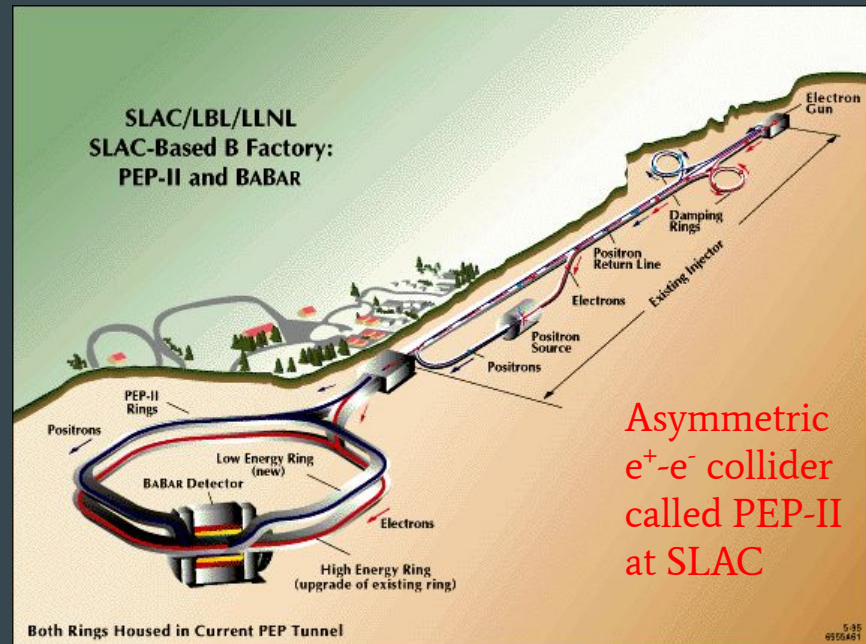 SLAC/LBL/LLNL
SLAC-Based B Factory:
PEP-II and BABAR
Electron
Gun
Damping
Rings
Positron
Return Line
Existing Injector
Electrons
Positron
Source
Positrons
PEP-II
Rings
Positrons
Low Energy Ring
(new)
BABAR Detector
Electrons
High Energy Ring
(upgrade of existing ring)
Asymmetric
e⁺-e⁻ collider
called PEP-II
at SLAC
Both Rings Housed in Current PEP Tunnel
5-95
6555A61